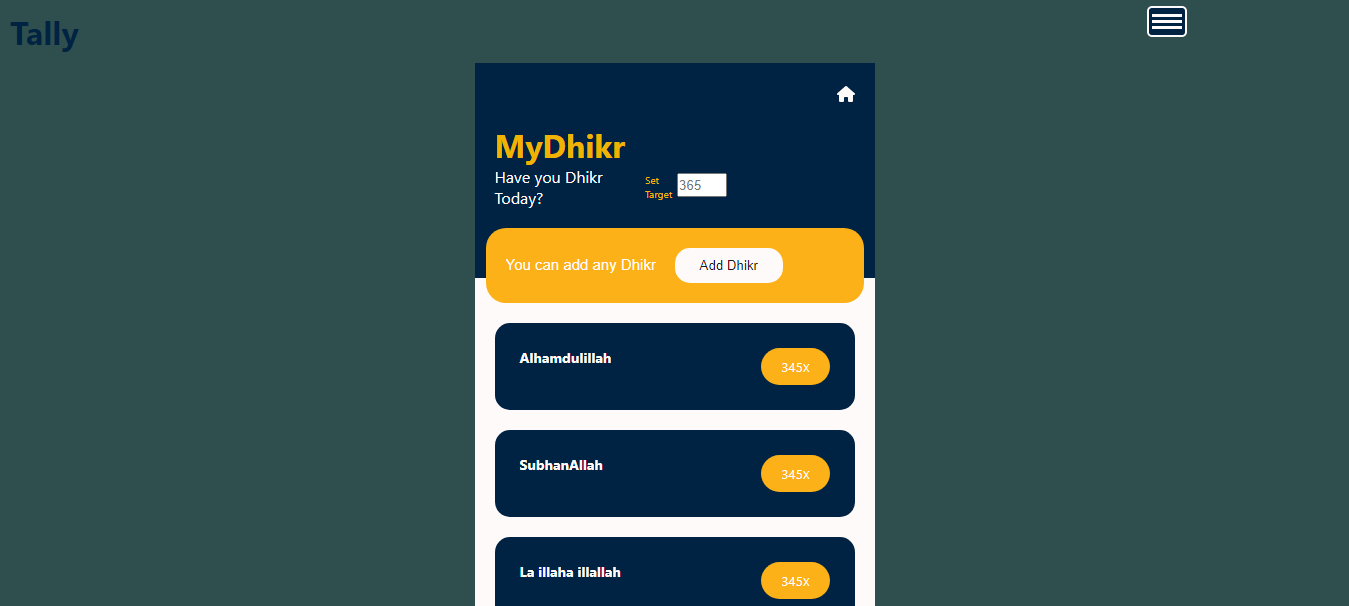 Tally
MyDhikr
Have you Dhikr
Today?
Set
Target
365
You can add any Dhikr
Add Dhikr
Alhamdulillah
345x
SubhanAllah
345x
La illaha illallah
345x